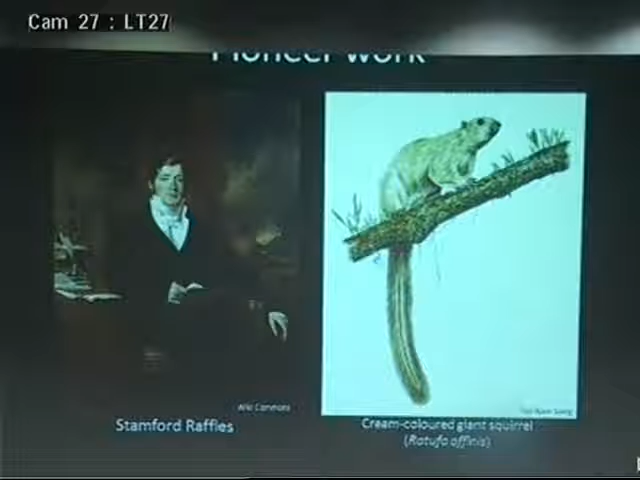 Cam 27 : LT27
Pioneer work
Wiki Commons
Stamford Raffles
Cream-coloured giant squirrel
(Ratufa affinis)